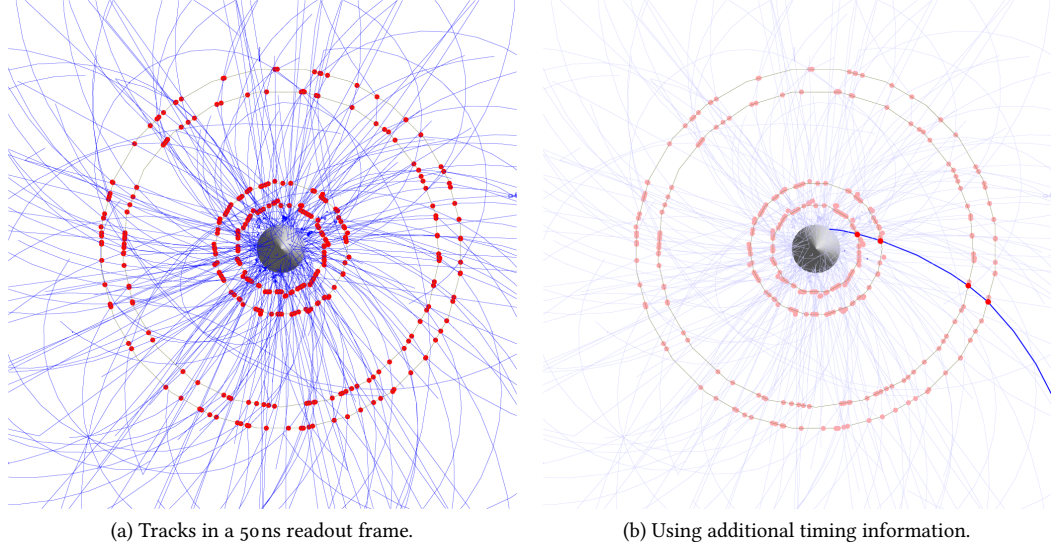 (a) Tracks in a 50ns readout frame.
(b) Using additional timing information.